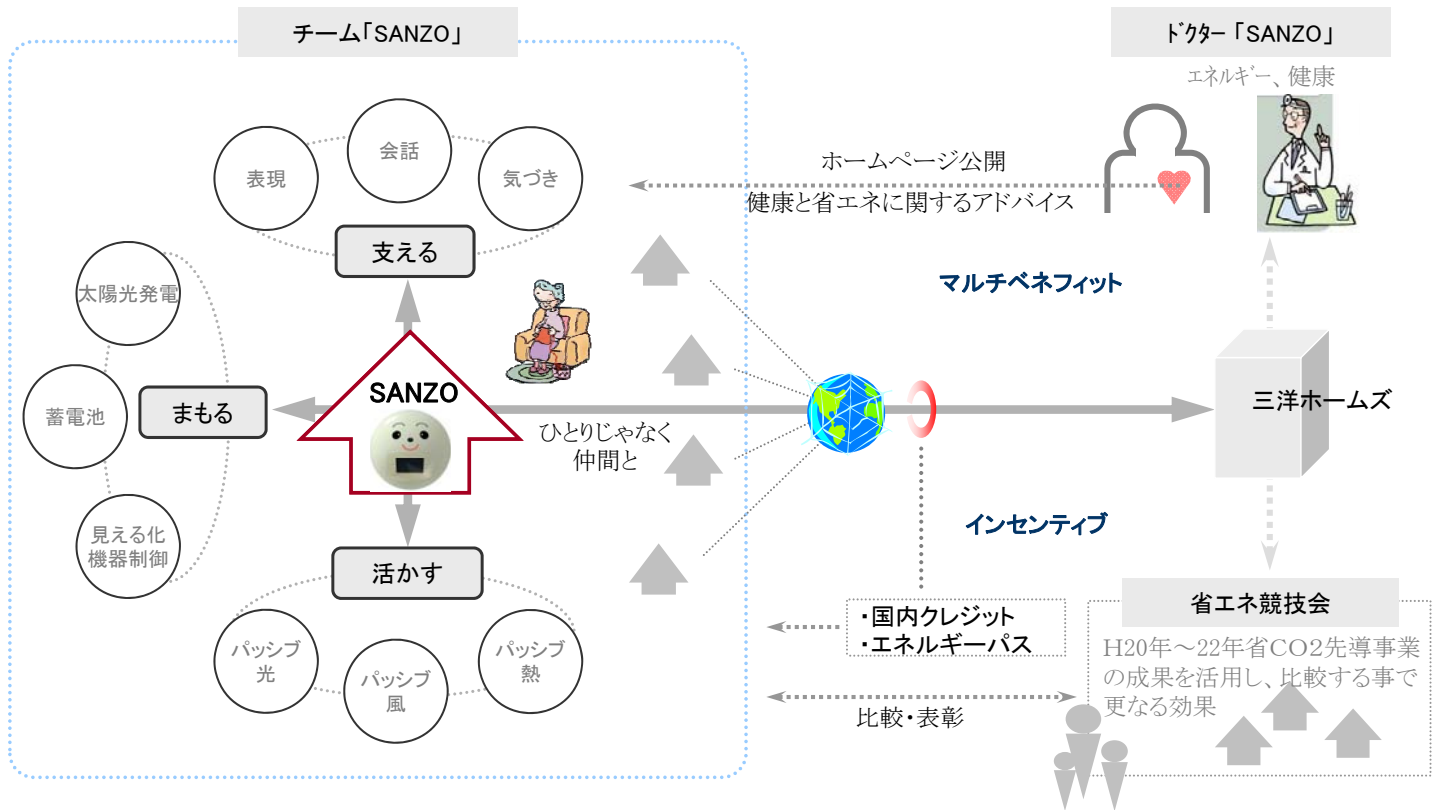 チーム「SANZO」
ﾄﾞｸﾀｰ 「SANZO」
エネルギー、健康
会話
表現
気づき
支える
ホームページ公開
健康と省エネに関するアドバイス
マルチベネフィット
太陽光発電
蓄電池
見える化
機器制御
まもる
SANZO
ひとりじゃなく
仲間と
三洋ホームズ
インセンティブ
活かす
パッシブ
光
パッシブ
風
パッシブ
熱
・国内クレジット
・エネルギーパス
比較・表彰
省エネ競技会
H20年～22年省CO2先導事業
の成果を活用し、比較する事で
更なる効果